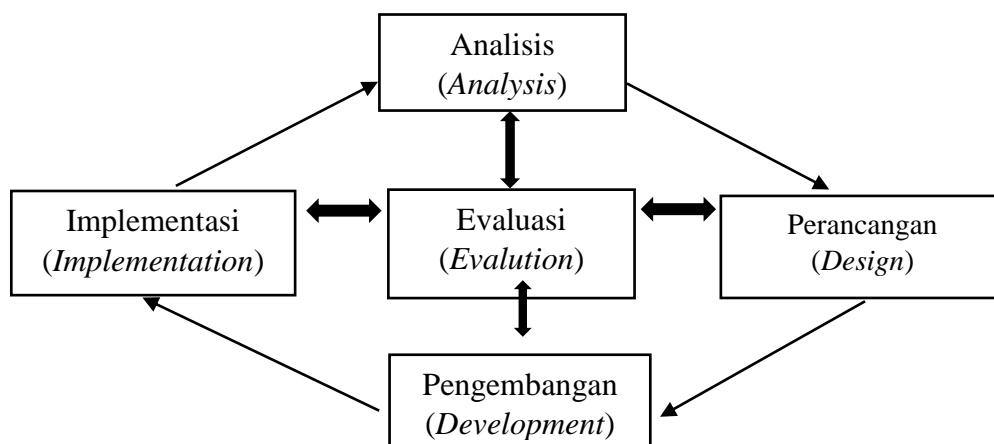 Analisis
(Analysis)
Implementasi
(Implementation)
Evaluasi
(Evalution)
Perancangan
(Design)
Pengembangan
(Development)